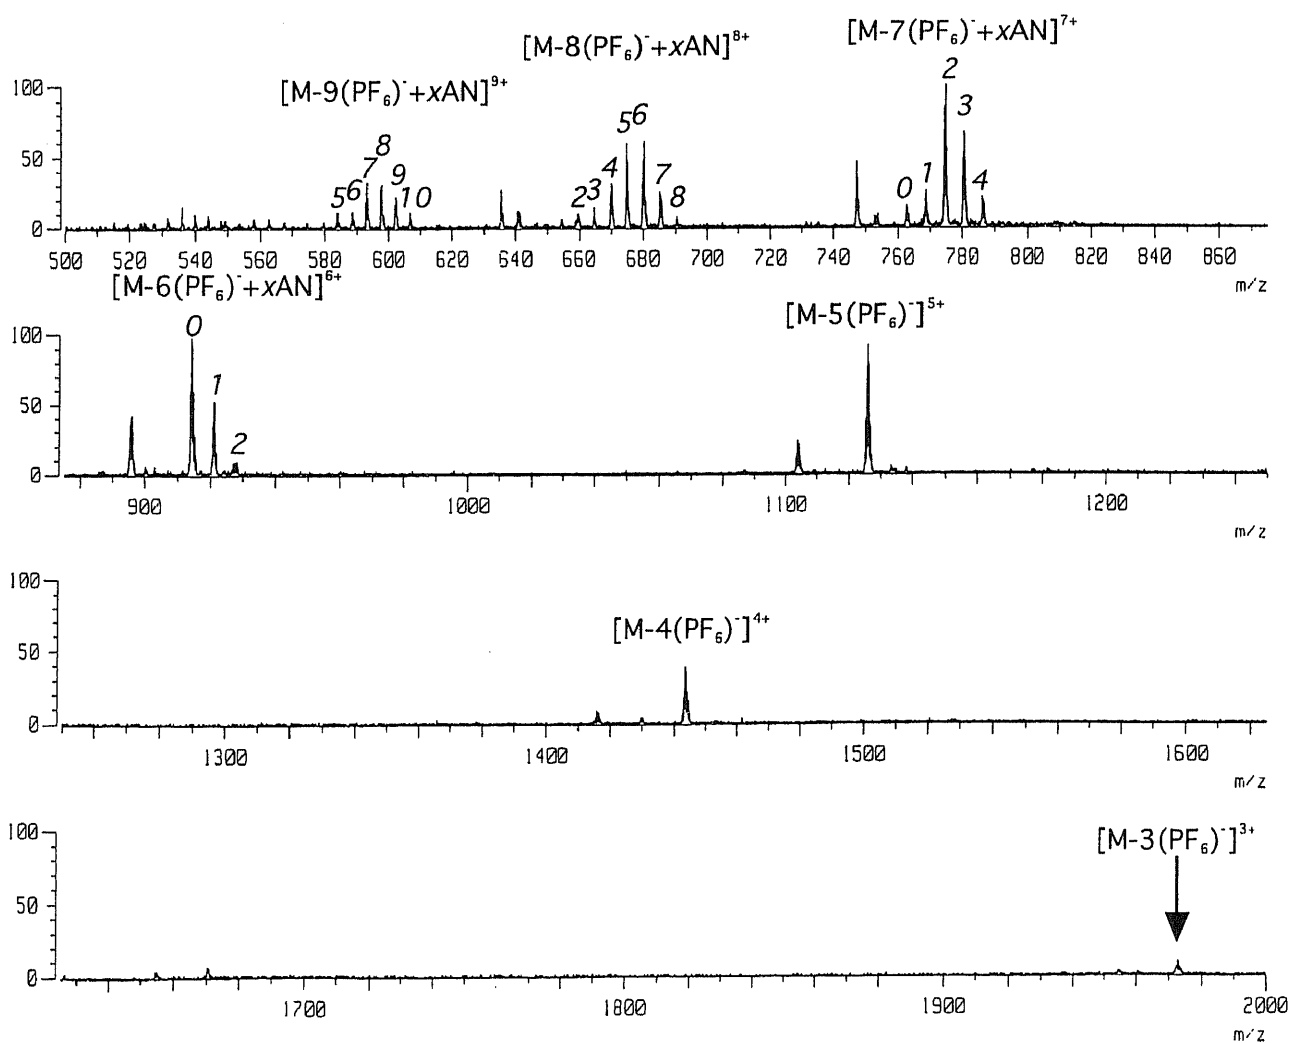 [M-8(PF₆)⁻+xAN]⁸⁺
[M-7(PF₆)⁻+xAN]⁷⁺
[M-9(PF₆)⁻+xAN]⁹⁺
100
50
0
5 6 7 8 9 10
2 3 4 5 6 7 8
0 1 2 3 4
500 520 540 560 580 600 620 640 660 680 700 720 740 760 780 800 820 840 860
m/z
[M-6(PF₆)⁻+xAN]⁶⁺
[M-5(PF₆)⁻]⁵⁺
100
50
0
0 1 2
900 1000 1100 1200
m/z
[M-4(PF₆)⁻]⁴⁺
100
50
0
1300 1400 1500 1600
m/z
[M-3(PF₆)⁻]³⁺
100
50
0
1700 1800 1900 2000
m/z